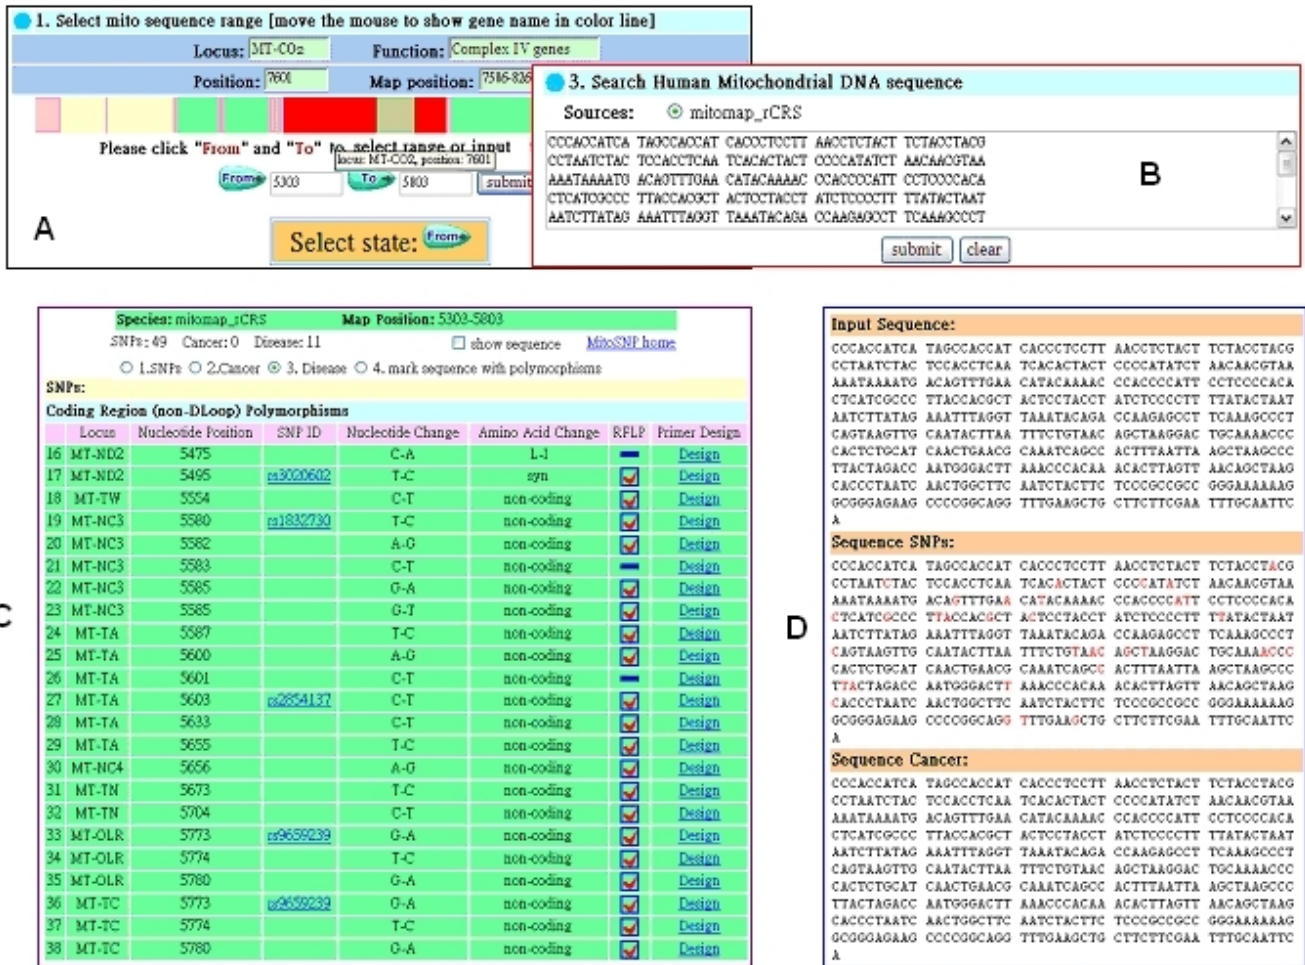 1. Select mito sequence range [move the mouse to show gene name in color line]
Locus: MT-CO2 Function: Complex IV genes
Position: 7601 Map position: 7586-826
Please click "From" and "To" to select range or input
locus: MT-CO2, position: 7601
From 5303 To 5803 submit
Select state: From
A
3. Search Human Mitochondrial DNA sequence
Sources: mitomap_rCRS
CCCACCATCA TAGCCACCAT CACCCTCCTT AACCTCTACT TCTACCTACG
CCTAATCTAC TCCACCTCAA TCACACTACT CCCCATATCT AACAACGTAA
AAATAAAATG ACAGTTTGAA CATACAAAAC CCACCCCATT CCTCCCCACA
CTCATCGCCC TTACCACGCT ACTCCTACCT ATCTCCCCTT TTATACTAAT
AATCTTATAG AAATTTAGGT TAAATACAGA CCAAGAGCCT TCAAAGCCCT
B
submit clear
Species: mitomap_rCRS Map Position: 5303-5803
SNPs: 49 Cancer: 0 Disease: 11 show sequence MitoSNP home
1.SNPs 2.Cancer 3. Disease 4. mark sequence with polymorphisms
SNPs:
Coding Region (non-DLoop) Polymorphisms
Locus Nucleotide Position SNP ID Nucleotide Change Amino Acid Change RFLP Primer Design
16 MT-ND2 5475 C-A L-I Design
17 MT-ND2 5495 rs3020602 T-C syn Design
18 MT-TW 5554 C-T non-coding Design
19 MT-NC3 5580 rs1832730 T-C non-coding Design
20 MT-NC3 5582 A-G non-coding Design
21 MT-NC3 5583 C-T non-coding Design
22 MT-NC3 5585 G-A non-coding Design
23 MT-NC3 5585 G-T non-coding Design
24 MT-TA 5587 T-C non-coding Design
25 MT-TA 5600 A-G non-coding Design
26 MT-TA 5601 C-T non-coding Design
27 MT-TA 5603 rs2854137 C-T non-coding Design
28 MT-TA 5633 C-T non-coding Design
29 MT-TA 5655 T-C non-coding Design
30 MT-NC4 5656 A-G non-coding Design
31 MT-TN 5673 T-C non-coding Design
32 MT-TN 5704 C-T non-coding Design
33 MT-OLR 5773 rs9659239 G-A non-coding Design
34 MT-OLR 5774 T-C non-coding Design
35 MT-OLR 5780 G-A non-coding Design
36 MT-TC 5773 rs9659239 G-A non-coding Design
37 MT-TC 5774 T-C non-coding Design
38 MT-TC 5780 G-A non-coding Design
C
D
Input Sequence:
CCCACCATCA TAGCCACCAT CACCCTCCTT AACCTCTACT TCTACCTACG
CCTAATCTAC TCCACCTCAA TCACACTACT CCCCATATCT AACAACGTAA
AAATAAAATG ACAGTTTGAA CATACAAAAC CCACCCCATT CCTCCCCACA
CTCATCGCCC TTACCACGCT ACTCCTACCT ATCTCCCCTT TTATACTAAT
AATCTTATAG AAATTTAGGT TAAATACAGA CCAAGAGCCT TCAAAGCCCT
CAGTAAGTTG CAATACTTAA TTTCTGTAAC AGCTAAGGAC TGCAAAACCC
CACTCTGCAT CAACTGAACG CAAATCAGCC ACTTTAATTA AGCTAAGCCC
TTACTAGACC AATGGGACTT AAACCCACAA ACACTTAGTT AACAGCTAAG
CACCCTAATC AACTGGCTTC AATCTACTTC TCCCGCCGCC GGGAAAAAAG
GCGGGAGAAG CCCCGGCAGG TTTGAAGCTG CTTCTTCGAA TTTGCAATTC
A
Sequence SNPs:
CCCACCATCA TAGCCACCAT CACCCTCCTT AACCTCTACT TCTACCTACG
CCTAATCTAC TCCACCTCAA TCACACTACT CCCCATATCT AACAACGTAA
AAATAAAATG ACAGTTTGAA CATACAAAAC CCACCCCATT CCTCCCCACA
CTCATCGCCC TTACCACGCT ACTCCTACCT ATCTCCCCTT TTATACTAAT
AATCTTATAG AAATTTAGGT TAAATACAGA CCAAGAGCCT TCAAAGCCCT
CAGTAAGTTG CAATACTTAA TTTCTGTAAC AGCTAAGGAC TGCAAAACCC
CACTCTGCAT CAACTGAACG CAAATCAGCC ACTTTAATTA AGCTAAGCCC
TTACTAGACC AATGGGACTT AAACCCACAA ACACTTAGTT AACAGCTAAG
CACCCTAATC AACTGGCTTC AATCTACTTC TCCCGCCGCC GGGAAAAAAG
GCGGGAGAAG CCCCGGCAGG TTTGAAGCTG CTTCTTCGAA TTTGCAATTC
A
Sequence Cancer:
CCCACCATCA TAGCCACCAT CACCCTCCTT AACCTCTACT TCTACCTACG
CCTAATCTAC TCCACCTCAA TCACACTACT CCCCATATCT AACAACGTAA
AAATAAAATG ACAGTTTGAA CATACAAAAC CCACCCCATT CCTCCCCACA
CTCATCGCCC TTACCACGCT ACTCCTACCT ATCTCCCCTT TTATACTAAT
AATCTTATAG AAATTTAGGT TAAATACAGA CCAAGAGCCT TCAAAGCCCT
CAGTAAGTTG CAATACTTAA TTTCTGTAAC AGCTAAGGAC TGCAAAACCC
CACTCTGCAT CAACTGAACG CAAATCAGCC ACTTTAATTA AGCTAAGCCC
TTACTAGACC AATGGGACTT AAACCCACAA ACACTTAGTT AACAGCTAAG
CACCCTAATC AACTGGCTTC AATCTACTTC TCCCGCCGCC GGGAAAAAAG
GCGGGAGAAG CCCCGGCAGG TTTGAAGCTG CTTCTTCGAA TTTGCAATTC
A